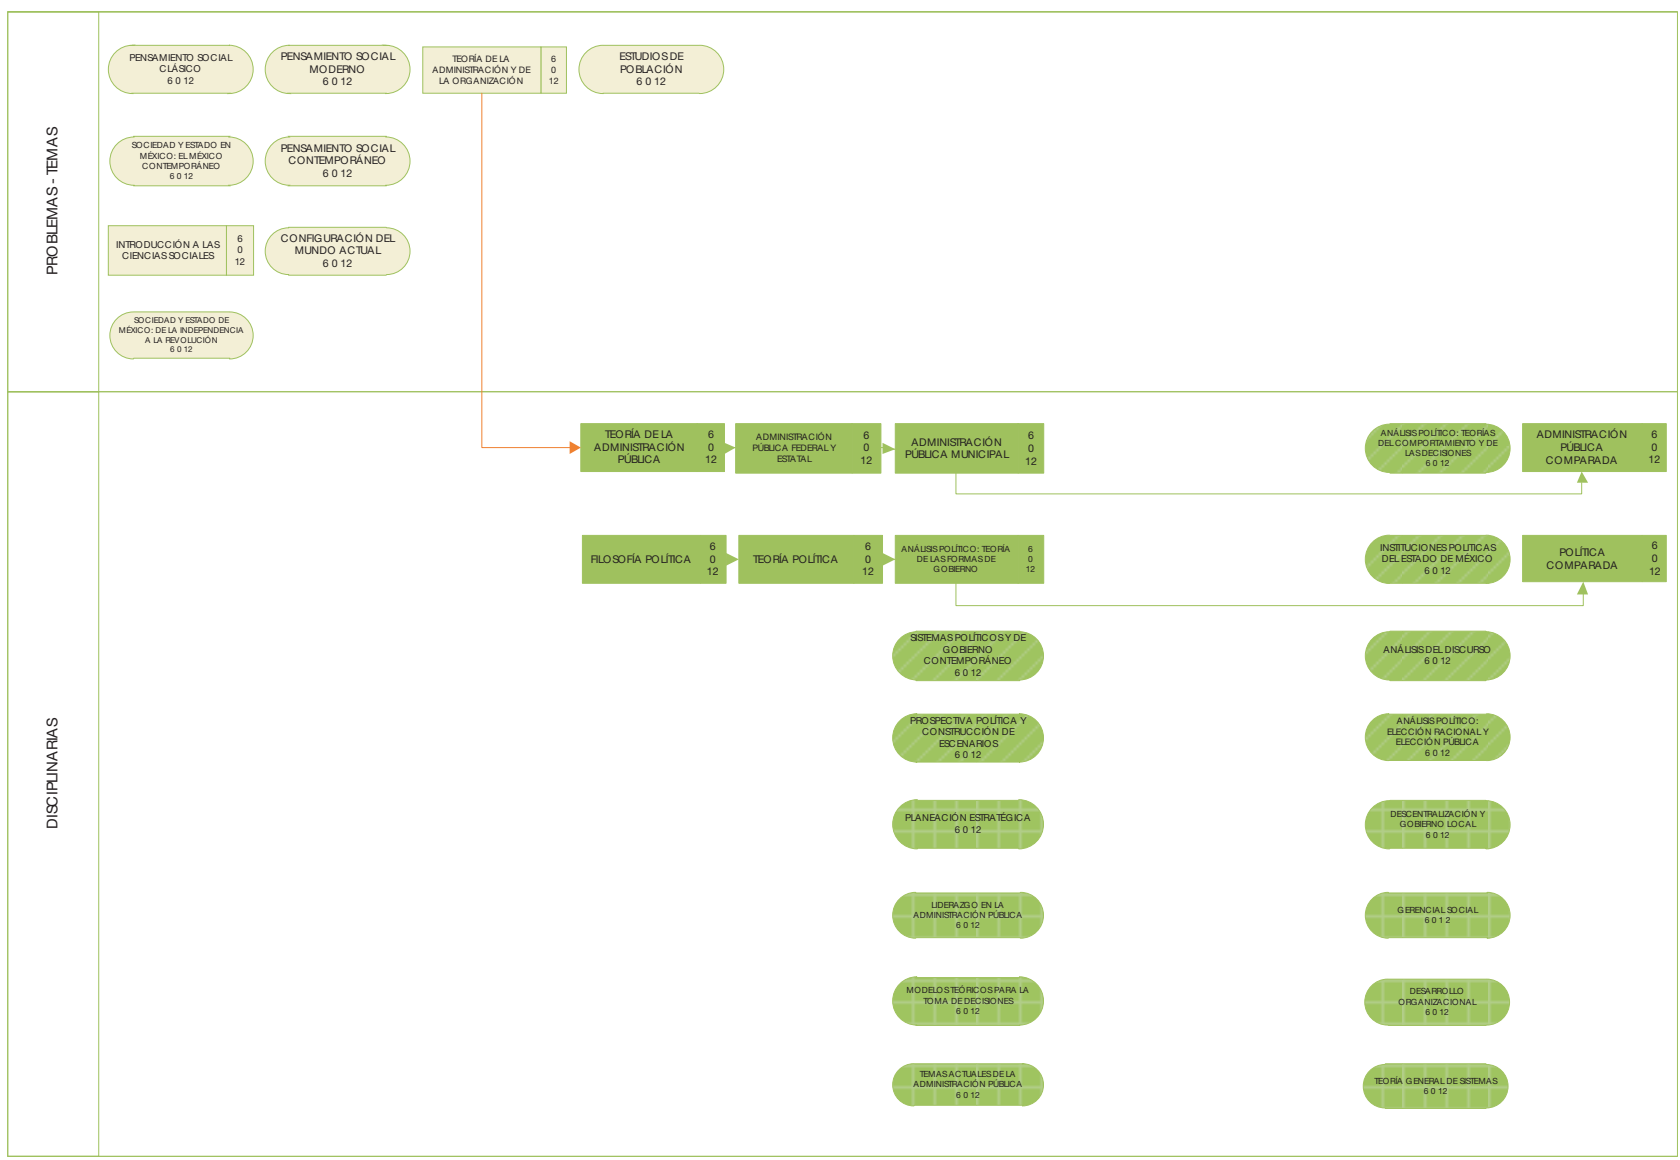 PROBLEMAS - TEMAS
PENSAMIENTO SOCIAL
CLÁSICO
6 0 12
PENSAMIENTO SOCIAL
MODERNO
6 0 12
TEORÍA DE LA
ADMINISTRACIÓN Y DE
LA ORGANIZACIÓN
6
0
12
ESTUDIOS DE
POBLACIÓN
6 0 12
SOCIEDAD Y ESTADO EN
MÉXICO: EL MÉXICO
CONTEMPORÁNEO
6 0 12
PENSAMIENTO SOCIAL
CONTEMPORÁNEO
6 0 12
INTRODUCCIÓN A LAS
CIENCIAS SOCIALES
6
0
12
CONFIGURACIÓN DEL
MUNDO ACTUAL
6 0 12
SOCIEDAD Y ESTADO DE
MÉXICO: DE LA INDEPENDENCIA
A LA REVOLUCIÓN
6 0 12
DISCIPLINARIAS
TEORÍA DE LA
ADMINISTRACIÓN
PÚBLICA
6
0
12
ADMINISTRACIÓN
PÚBLICA FEDERAL Y
ESTATAL
6
0
12
ADMINISTRACIÓN
PÚBLICA MUNICIPAL
6
0
12
ANÁLISIS POLÍTICO: TEORÍAS
DEL COMPORTAMIENTO Y DE
LAS DECISIONES
6 0 12
ADMINISTRACIÓN
PÚBLICA
COMPARADA
6
0
12
FILOSOFÍA POLÍTICA
6
0
12
TEORÍA POLÍTICA
6
0
12
ANÁLISIS POLÍTICO: TEORÍA
DE LAS FORMAS DE
GOBIERNO
6
0
12
INSTITUCIONES POLITICAS
DEL ESTADO DE MÉXICO
6 0 12
POLÍTICA
COMPARADA
6
6
0
12
SISTEMAS POLÍTICOS Y DE
GOBIERNO
CONTEMPORÁNEO
6 0 12
ANÁLISIS DEL DISCURSO
6 0 12
PROSPECTIVA POLÍTICA Y
CONSTRUCCIÓN DE
ESCENARIOS
6 0 12
ANÁLISIS POLÍTICO:
ELECCIÓN RACIONAL Y
ELECCIÓN PÚBLICA
6 0 12
PLANEACIÓN ESTRATÉGICA
6 0 12
DESCENTRALIZACIÓN Y
GOBIERNO LOCAL
6 0 12
LIDERAZGO EN LA
ADMINISTRACIÓN PÚBLICA
6 0 12
GERENCIAL SOCIAL
6 0 1 2
MODELOS TEÓRICOS PARA LA
TOMA DE DECISIONES
6 0 12
DESARROLLO
ORGANIZACIONAL
6 0 12
TEMAS ACTUALES DE LA
ADMINISTRACIÓN PÚBLICA
6 0 12
TEORÍA GENERAL DE SISTEMAS
6 0 12